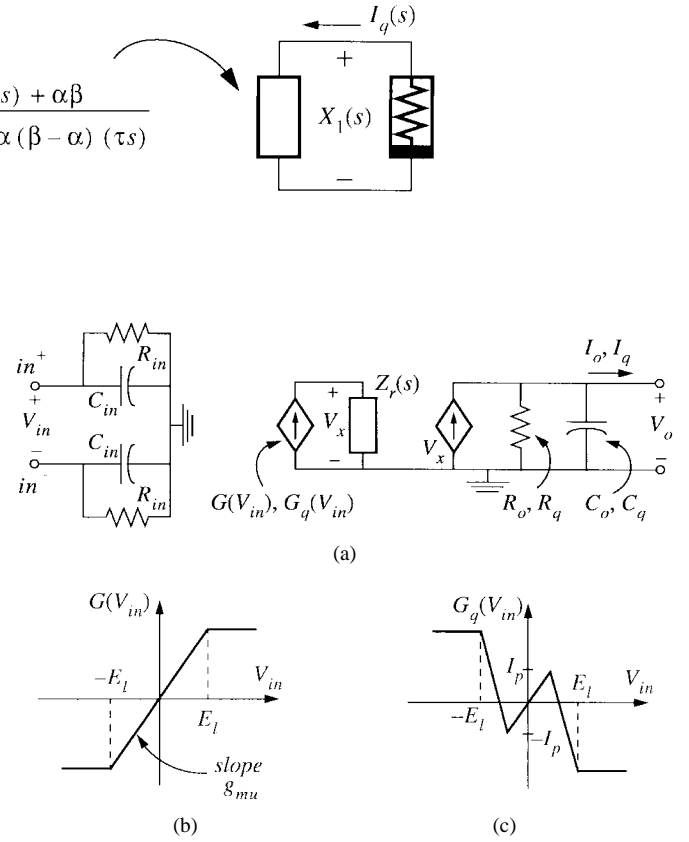 I_q(s)
+
X_1(s)
−
s) + αβ
α (β − α) (τs)
in^+
+
V_in
−
in^-
R_in
C_in
C_in
R_in
+
V_x
−
Z_r(s)
V_x
I_o, I_q
+
V_o
−
G(V_in), G_q(V_in)
R_o, R_q
C_o, C_q
(a)
G(V_in)
−E_l
V_in
E_l
slope
g_mu
(b)
G_q(V_in)
I_p
E_l
V_in
−E_l
−I_p
(c)